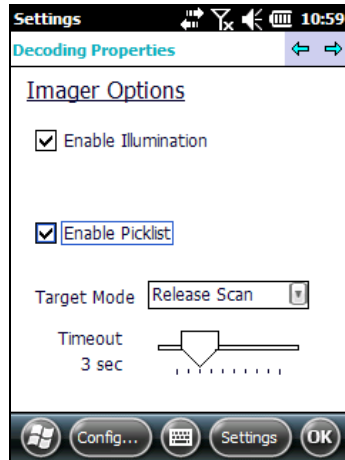 Settings 10:59
Decoding Properties
Imager Options
Enable Illumination
Enable Picklist
Target Mode Release Scan
Timeout
3 sec
Config... Settings OK